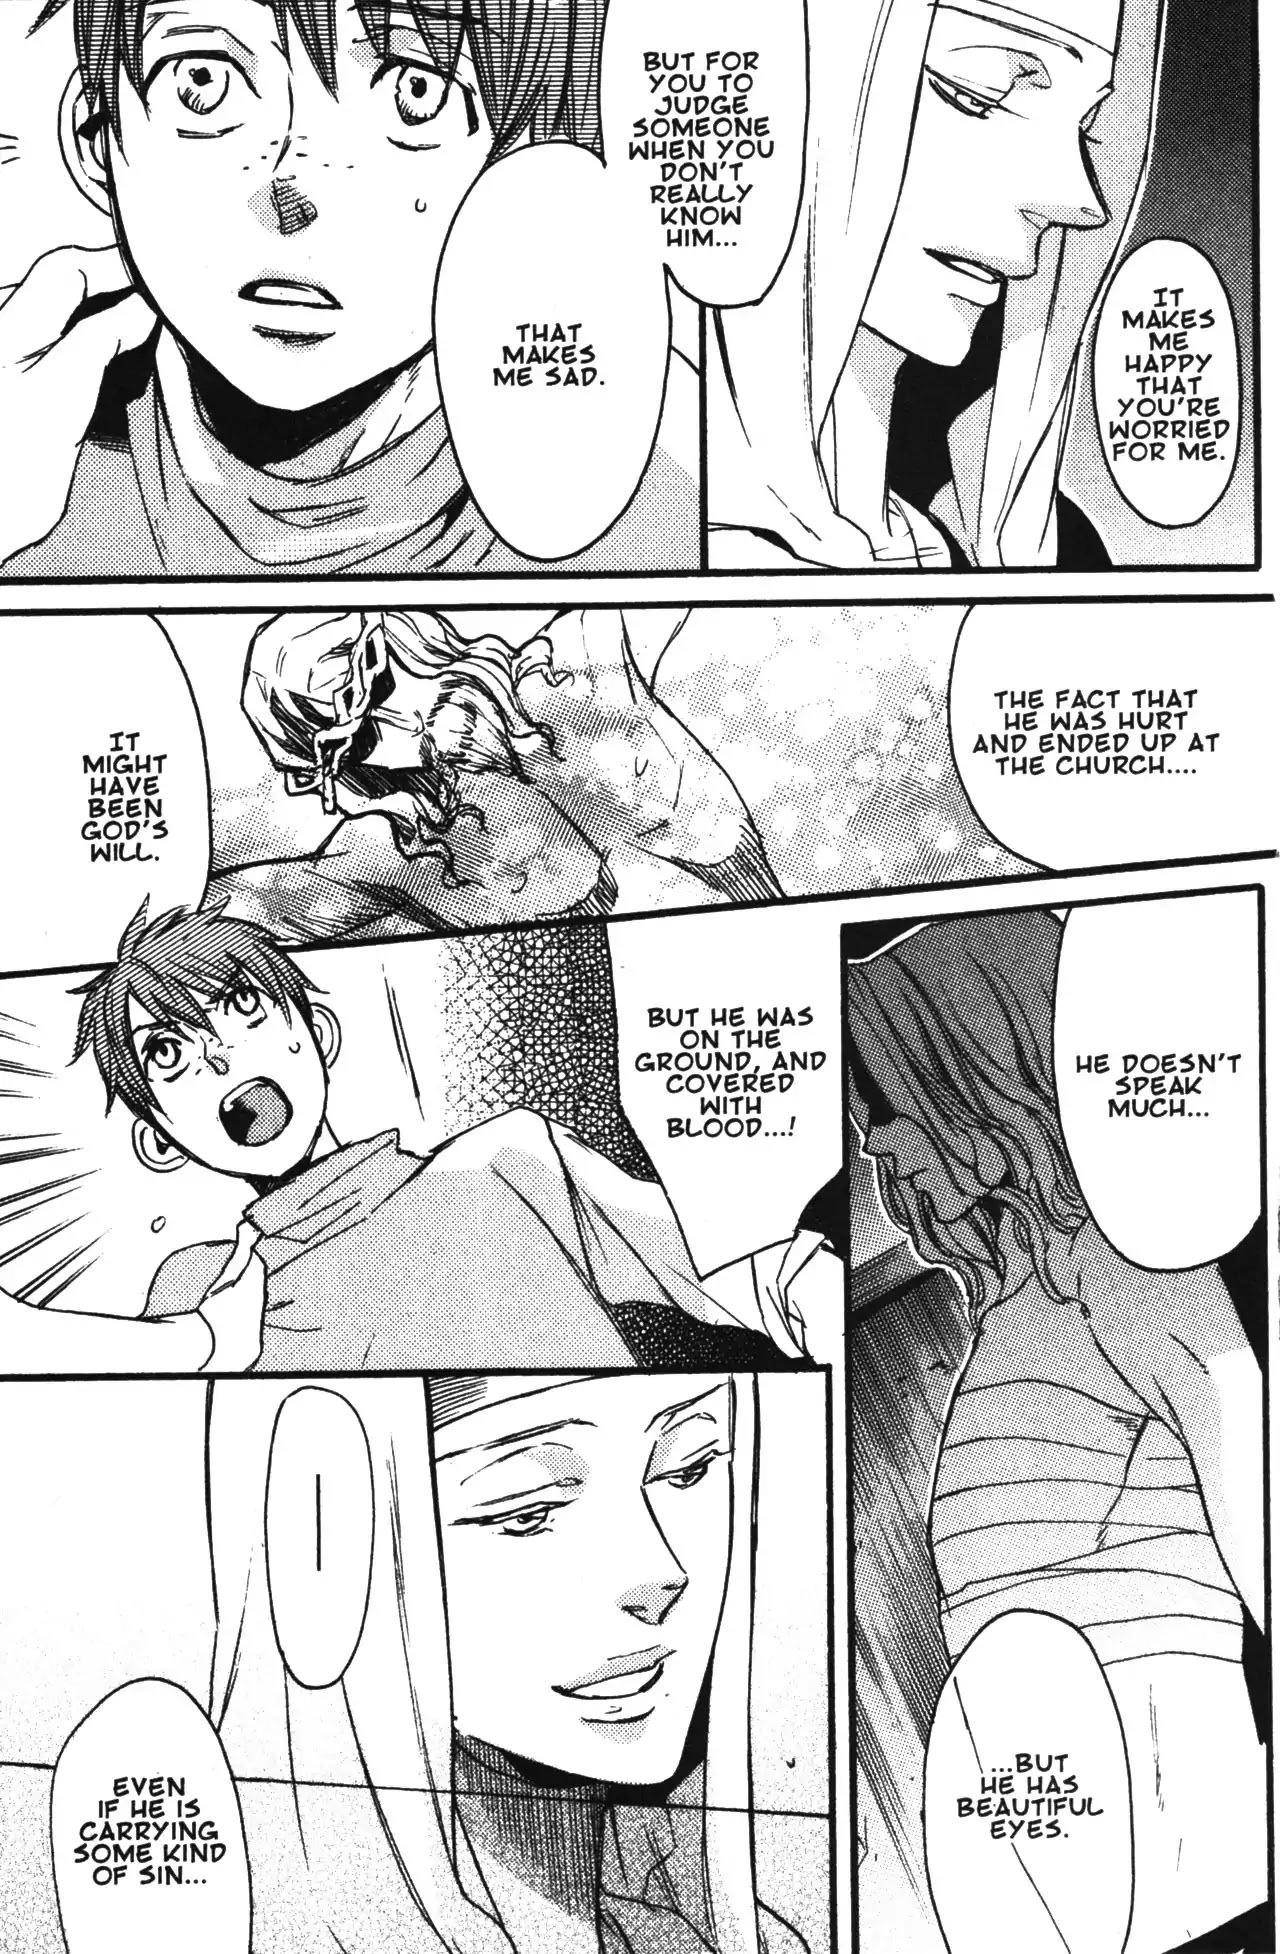 IT
MAKES
ME
HAPPY
THAT
YOU'RE
WORRIED
FOR ME.
BUT FOR
YOU TO
JUDGE
SOMEONE
WHEN YOU
DON'T
REALLY
KNOW
HIM...
THAT
MAKES
ME SAD.
THE FACT THAT
HE WAS HURT
AND ENDED UP AT
THE CHURCH....
IT
MIGHT
HAVE
BEEN
GOD'S
WILL.
HE DOESN'T
SPEAK
MUCH...
...BUT
HE HAS
BEAUTIFUL
EYES.
BUT HE WAS
ON THE
GROUND, AND
COVERED
WITH
BLOOD...!
EVEN
IF HE IS
CARRYING
SOME KIND
OF SIN...